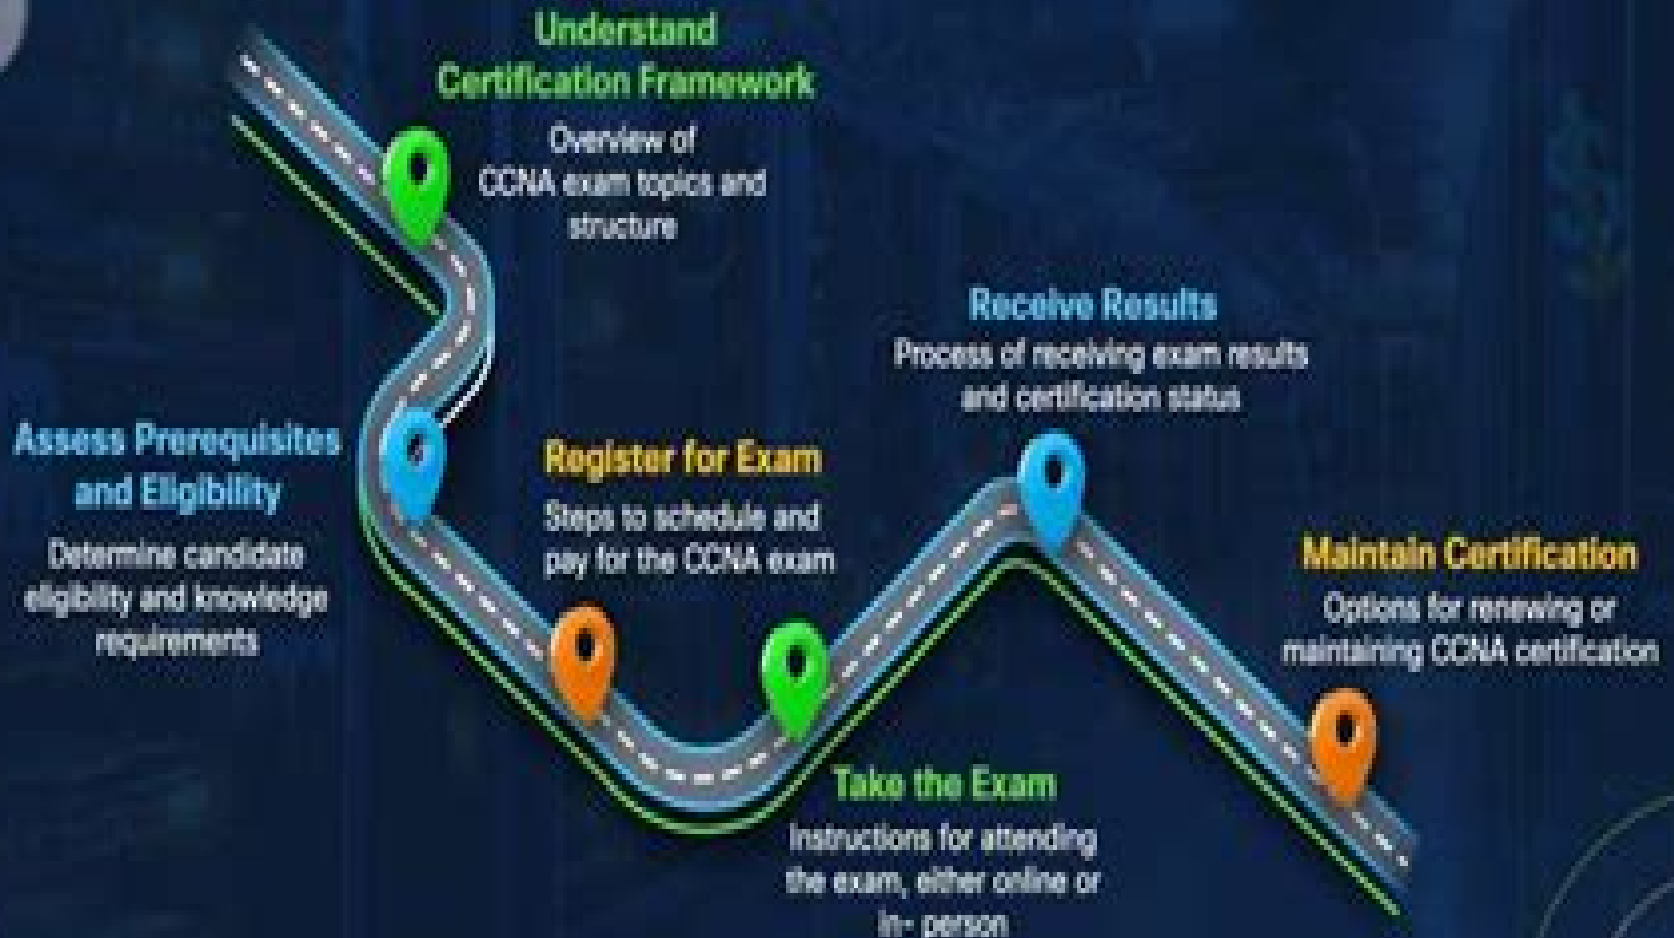 Understand
Certification Framework
Overview of
CCNA exam topics and
structure
Assess Prerequisites
and Eligibility
Determine candidate
eligibility and knowledge
requirements
Register for Exam
Steps to schedule and
pay for the CCNA exam
Take the Exam
Instructions for attending
the exam, either online or
in- person
Receive Results
Process of receiving exam results
and certification status
Maintain Certification
Options for renewing or
maintaining CCNA certification